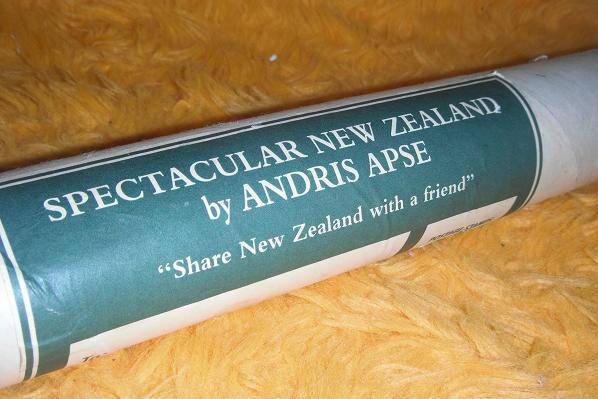 SPECTACULAR NEW ZEALAND
by ANDRIS APSE
“Share New Zealand with a friend”